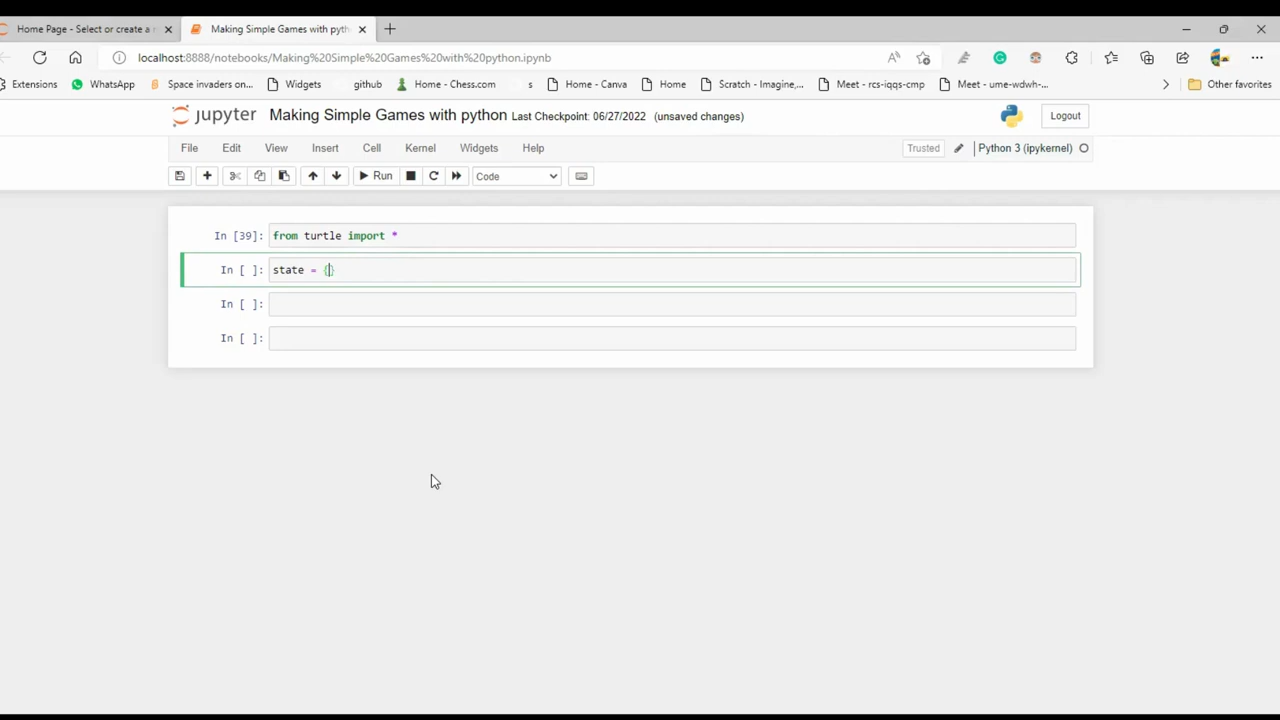 Home Page - Select or create a n
Making Simple Games with pyth
localhost:8888/notebooks/Making%20Simple%20Games%20with%20python.ipynb
Extensions WhatsApp Space invaders on... Widgets github Home - Chess.com s Home - Canva Home Scratch - Imagine,... Meet - rcs-iqqs-cmp Meet - ume-wdwh-... Other favorites
jupyter Making Simple Games with python Last Checkpoint: 06/27/2022 (unsaved changes) Logout
File Edit View Insert Cell Kernel Widgets Help Trusted Python 3 (ipykernel)
Run Code
In [39]: from turtle import *
In [ ]: state = {}
In [ ]:
In [ ]: